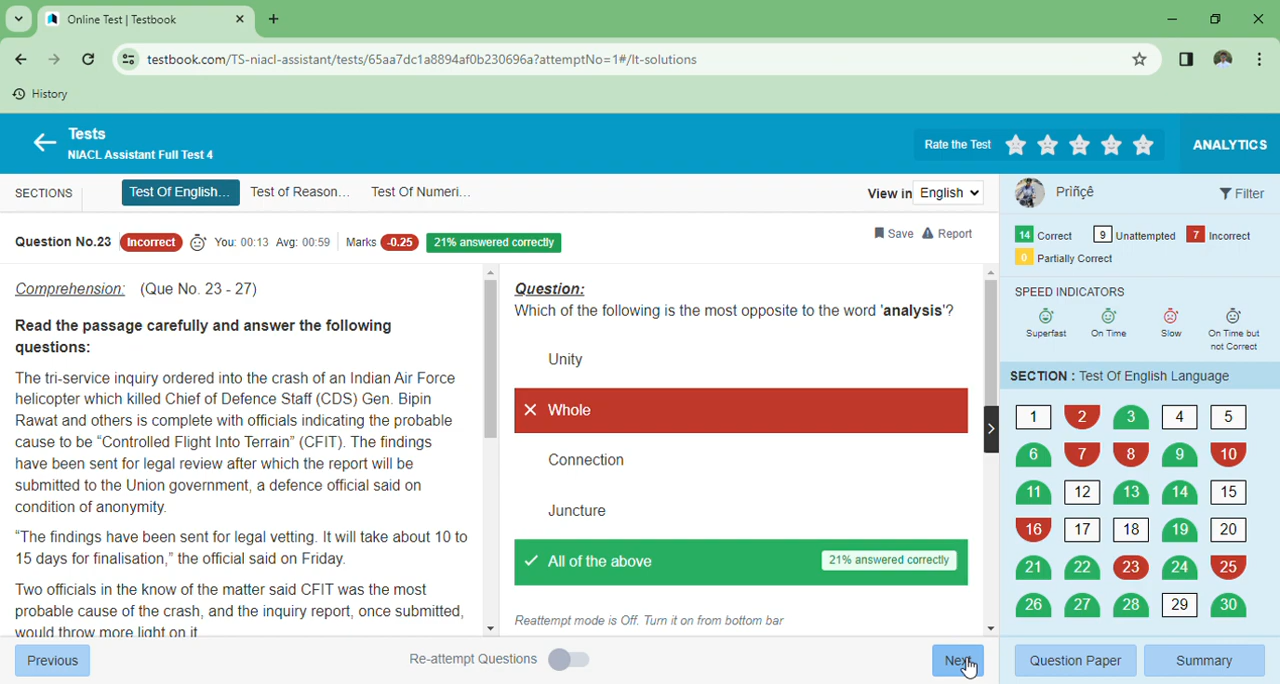 Online Test | Testbook
testbook.com/TS-niacl-assistant/tests/65aa7dc1a8894af0b230696a?attemptNo=1#/lt-solutions
History
Tests
NIACL Assistant Full Test 4
Rate the Test
ANALYTICS
SECTIONS
Test Of English...
Test of Reason...
Test Of Numeri...
View in English
Priñçê
Filter
Question No.23 Incorrect You: 00:13 Avg: 00:59 Marks -0.25 21% answered correctly
Save Report
14 Correct 9 Unattempted 7 Incorrect
0 Partially Correct
Comprehension: (Que No. 23 - 27)
Read the passage carefully and answer the following
questions:
The tri-service inquiry ordered into the crash of an Indian Air Force
helicopter which killed Chief of Defence Staff (CDS) Gen. Bipin
Rawat and others is complete with officials indicating the probable
cause to be “Controlled Flight Into Terrain” (CFIT). The findings
have been sent for legal review after which the report will be
submitted to the Union government, a defence official said on
condition of anonymity.
“The findings have been sent for legal vetting. It will take about 10 to
15 days for finalisation,” the official said on Friday.
Two officials in the know of the matter said CFIT was the most
probable cause of the crash, and the inquiry report, once submitted,
would throw more light on it
Question:
Which of the following is the most opposite to the word 'analysis'?
Unity
Whole
Connection
Juncture
All of the above 21% answered correctly
Reattempt mode is Off. Turn it on from bottom bar
SPEED INDICATORS
Superfast On Time Slow On Time but
not Correct
SECTION : Test Of English Language
1 2 3 4 5
6 7 8 9 10
11 12 13 14 15
16 17 18 19 20
21 22 23 24 25
26 27 28 29 30
Previous
Re-attempt Questions
Next
Question Paper
Summary